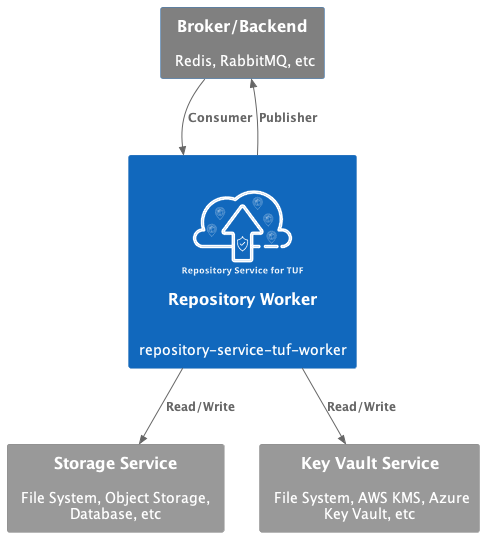 Broker/Backend
Redis, RabbitMQ, etc
Consumer
Publisher
Repository Service for TUF
Repository Worker
repository-service-tuf-worker
Read/Write
Read/Write
Storage Service
File System, Object Storage,
Database, etc
Key Vault Service
File System, AWS KMS, Azure
Key Vault, etc